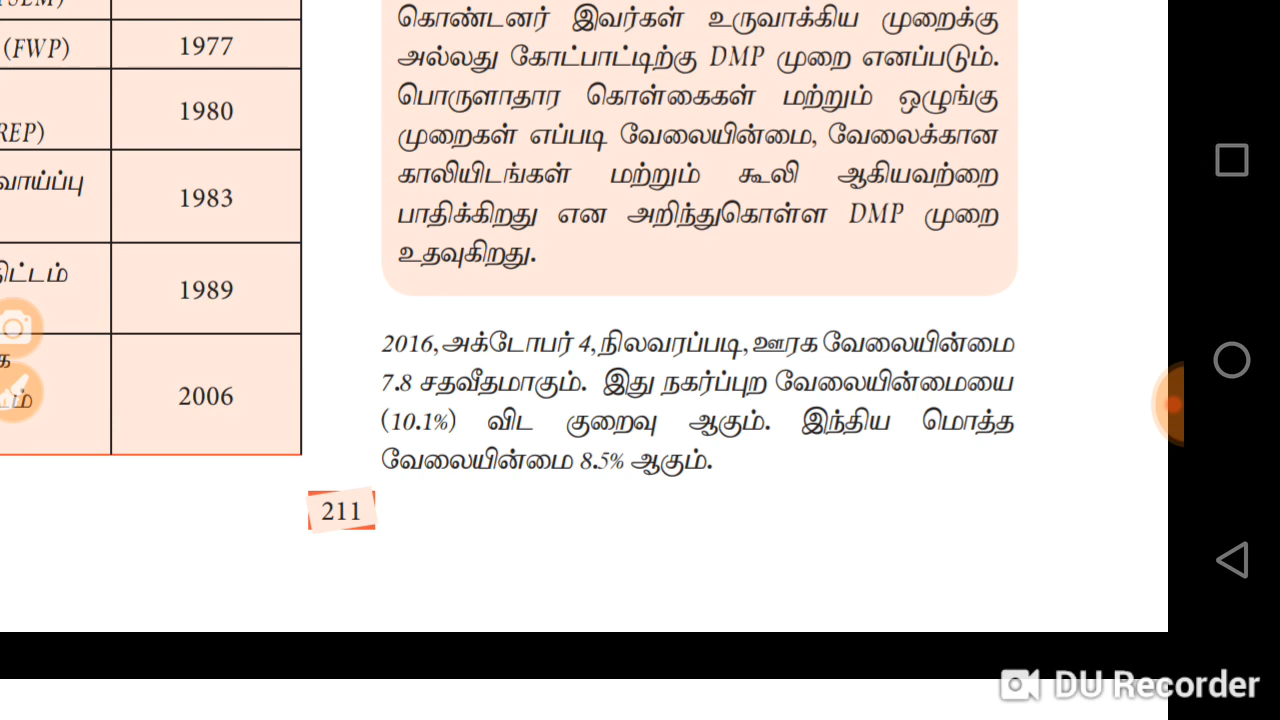 (FWP)
1977
1980
REP)
வாய்ப்பு
1983
திட்டம்
1989
2006
கொண்டனர் இவர்கள் உருவாக்கிய முறைக்கு
அல்லது கோட்பாட்டிற்கு DMP முறை எனப்படும்.
பொருளாதார கொள்கைகள் மற்றும் ஒழுங்கு
முறைகள் எப்படி வேலையின்மை, வேலைக்கான
காலியிடங்கள் மற்றும் கூலி ஆகியவற்றை
பாதிக்கிறது என அறிந்துகொள்ள DMP முறை
உதவுகிறது.
2016, அக்டோபர் 4, நிலவரப்படி, ஊரக வேலையின்மை
7.8 சதவீதமாகும். இது நகர்ப்புற வேலையின்மையை
(10.1%) விட குறைவு ஆகும். இந்திய மொத்த
வேலையின்மை 8.5% ஆகும்.
211
DU Recorder